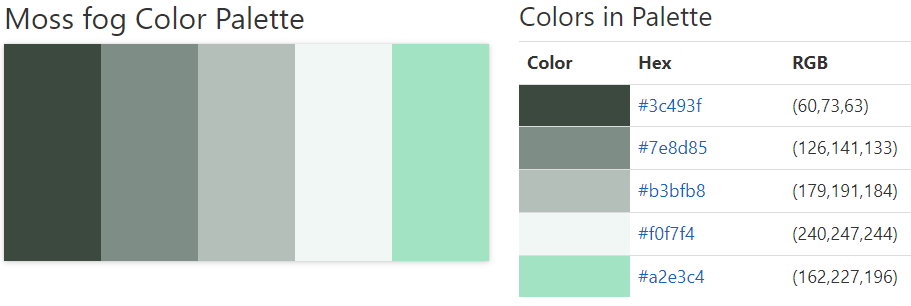 Moss fog Color Palette
Colors in Palette
Color Hex RGB
#3c493f (60,73,63)
#7e8d85 (126,141,133)
#b3bfb8 (179,191,184)
#f0f7f4 (240,247,244)
#a2e3c4 (162,227,196)